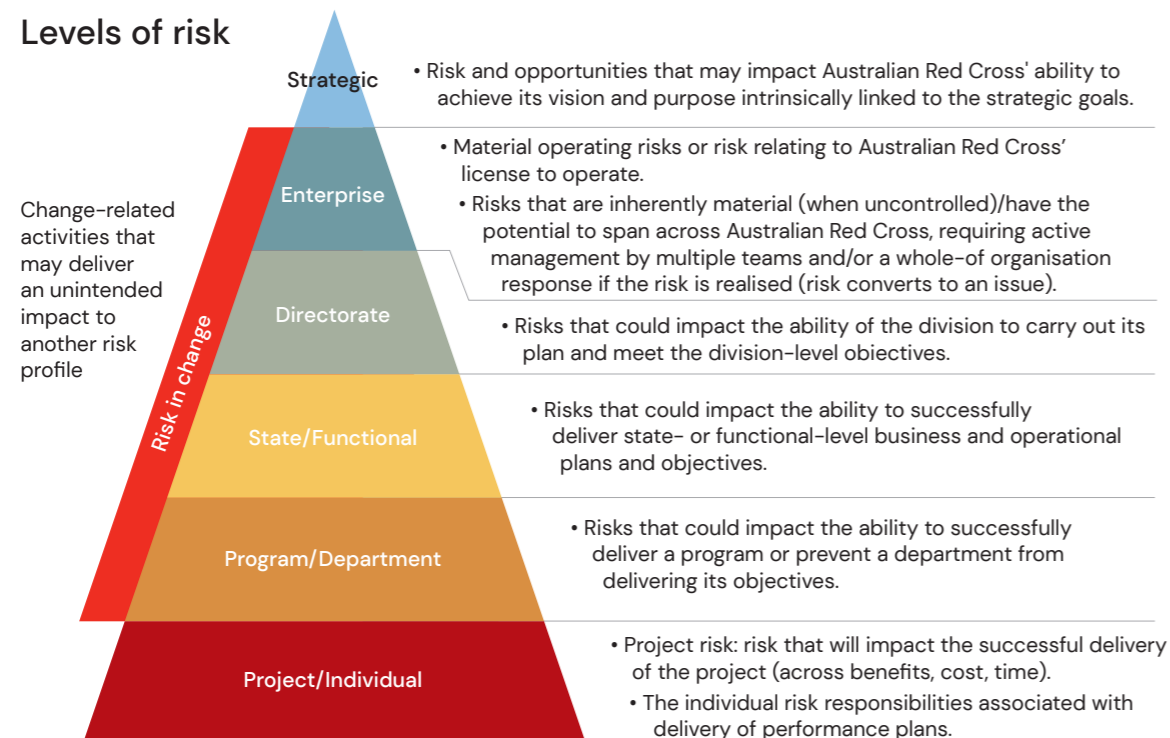 Levels of risk
Strategic
• Risk and opportunities that may impact Australian Red Cross' ability to
achieve its vision and purpose intrinsically linked to the strategic goals.
Change-related
activities that
may deliver
an unintended
impact to
another risk
profile
Risk in change
Enterprise
• Material operating risks or risk relating to Australian Red Cross’
license to operate.
• Risks that are inherently material (when uncontrolled)/have the
potential to span across Australian Red Cross, requiring active
management by multiple teams and/or a whole-of organisation
response if the risk is realised (risk converts to an issue).
Directorate
• Risks that could impact the ability of the division to carry out its
plan and meet the division-level obiectives.
State/Functional
• Risks that could impact the ability to successfully
deliver state- or functional-level business and operational
plans and objectives.
Program/Department
• Risks that could impact the ability to successfully
deliver a program or prevent a department from
delivering its objectives.
Project/Individual
• Project risk: risk that will impact the successful delivery
of the project (across benefits, cost, time).
• The individual risk responsibilities associated with
delivery of performance plans.